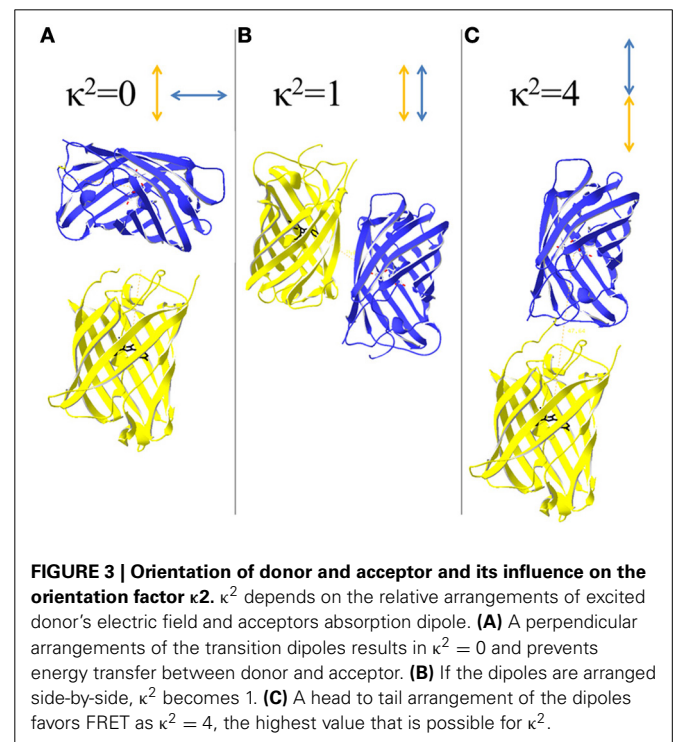 A B C
κ²=0 κ²=1 κ²=4
FIGURE 3 | Orientation of donor and acceptor and its influence on the
orientation factor κ2. κ² depends on the relative arrangements of excited
donor's electric field and acceptors absorption dipole. (A) A perpendicular
arrangements of the transition dipoles results in κ² = 0 and prevents
energy transfer between donor and acceptor. (B) If the dipoles are arranged
side-by-side, κ² becomes 1. (C) A head to tail arrangement of the dipoles
favors FRET as κ² = 4, the highest value that is possible for κ².